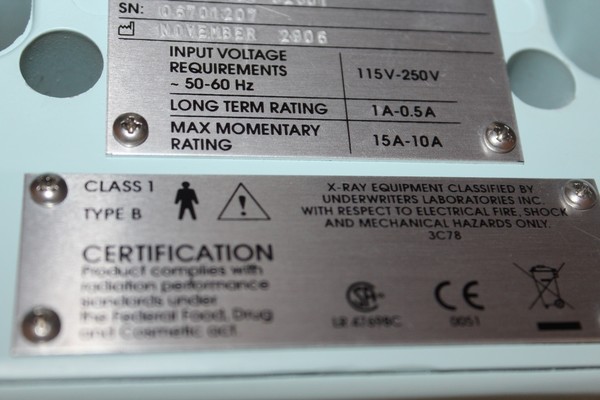 SN: 06701207
NOVEMBER 2006
INPUT VOLTAGE
REQUIREMENTS
~ 50-60 Hz
115V-250V
LONG TERM RATING
1A-0.5A
MAX MOMENTARY
RATING
15A-10A
CLASS 1
TYPE B
X-RAY EQUIPMENT CLASSIFIED BY
UNDERWRITERS LABORATORIES INC.
WITH RESPECT TO ELECTRICAL FIRE, SHOCK
AND MECHANICAL HAZARDS ONLY.
3C78
CERTIFICATION
Product complies with
radiation performance
standards under
the Federal Food, Drug
and Cosmetic act.
LR 47698C
CE
0051